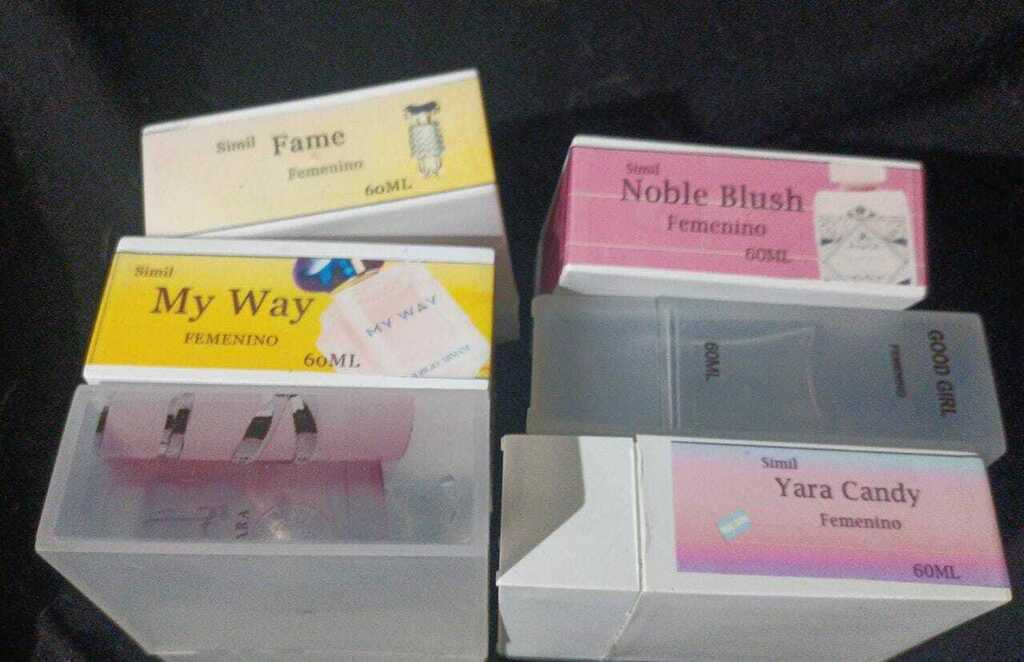 Simil
Fame
Femenino
60ML
Simil
My Way
FEMENINO
60ML
MY WAY
Simil
Noble Blush
Femenino
60ML
GOOD GIRL
FEMENINO
60ML
Simil
Yara Candy
Femenino
60ML